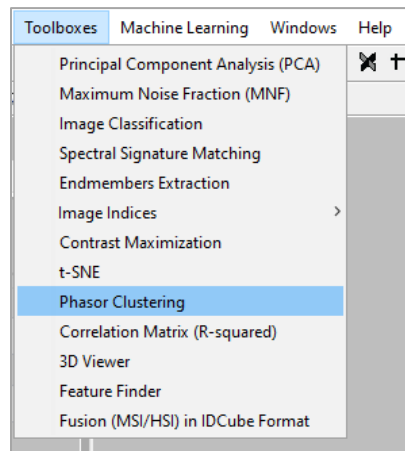 Toolboxes Machine Learning Windows Help
Principal Component Analysis (PCA)
Maximum Noise Fraction (MNF)
Image Classification
Spectral Signature Matching
Endmembers Extraction
Image Indices >
Contrast Maximization
t-SNE
Phasor Clustering
Correlation Matrix (R-squared)
3D Viewer
Feature Finder
Fusion (MSI/HSI) in IDCube Format